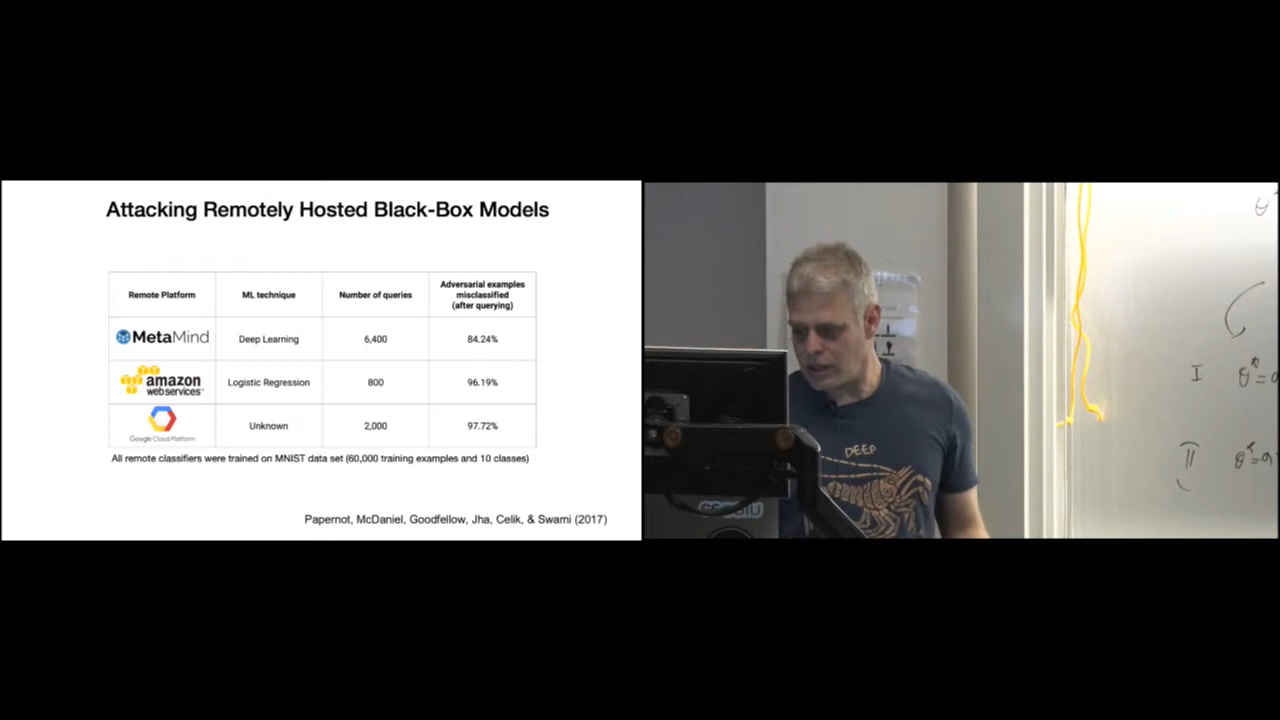 Attacking Remotely Hosted Black-Box Models
Remote Platform
ML technique
Number of queries
Adversarial examples
misclassified
(after querying)
MetaMind
Deep Learning
6,400
84.24%
amazon
webservices™
Logistic Regression
800
96.19%
Google Cloud Platform
Unknown
2,000
97.72%
All remote classifiers were trained on MNIST data set (60,000 training examples and 10 classes)
Papernot, McDaniel, Goodfellow, Jha, Celik, & Swami (2017)
DEEP
θ
I
θ* =
II